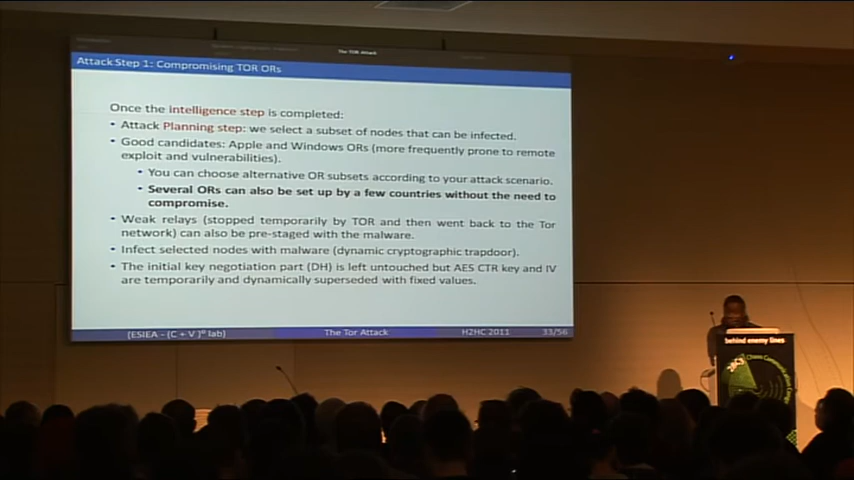 The TOR Attack
Attack Step 1: Compromising TOR ORs
Once the intelligence step is completed:
• Attack Planning step: we select a subset of nodes that can be infected.
• Good candidates: Apple and Windows ORs (more frequently prone to remote
exploit and vulnerabilities).
• You can choose alternative OR subsets according to your attack scenario.
• Several ORs can also be set up by a few countries without the need to
compromise.
• Weak relays (stopped temporarily by TOR and then went back to the Tor
network) can also be pre-staged with the malware.
• Infect selected nodes with malware (dynamic cryptographic trapdoor).
• The initial key negotiation part (DH) is left untouched but AES CTR key and IV
are temporarily and dynamically superseded with fixed values.
(ESIEA - (C + V)^O lab)
The Tor Attack
H2HC 2011
33/56
behind enemy lines
Chaos Communication